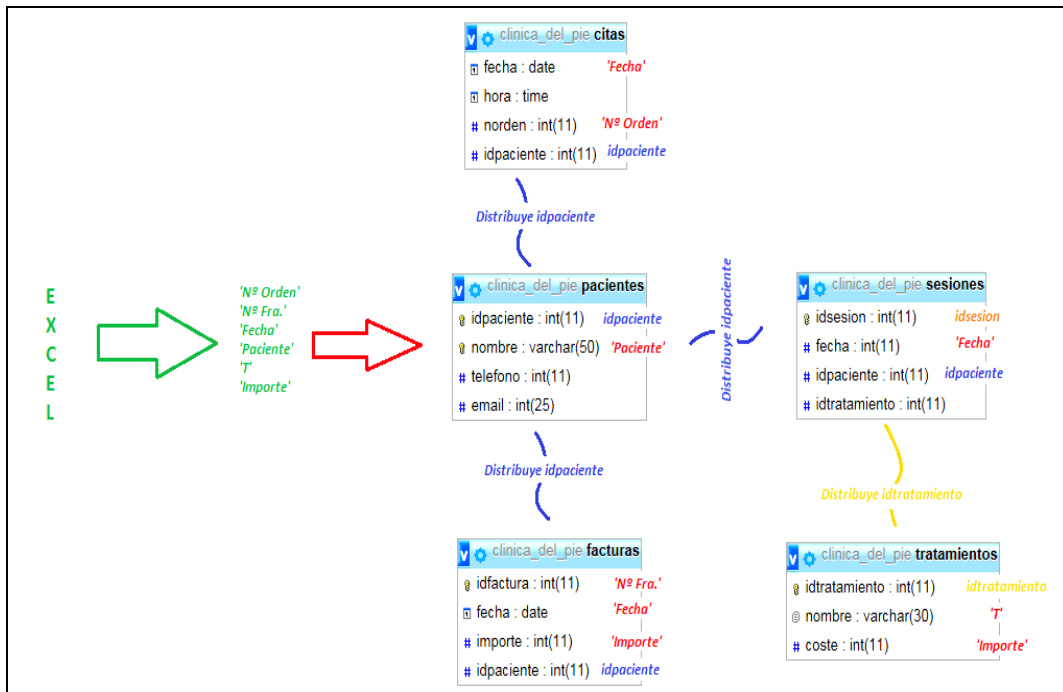 clinica_del_pie citas
fecha : date 'Fecha'
hora : time
norden : int(11) 'Nº Orden'
idpaciente : int(11) idpaciente
Distribuye idpaciente
E
X
C
E
L
'Nº Orden'
'Nº Fra.'
'Fecha'
'Paciente'
'T'
'Importe'
clinica_del_pie pacientes
idpaciente : int(11) idpaciente
nombre : varchar(50) 'Paciente'
telefono : int(11)
email : int(25)
Distribuye idpaciente
clinica_del_pie sesiones
idsesion : int(11) idsesion
fecha : int(11) 'Fecha'
idpaciente : int(11) idpaciente
idtratamiento : int(11)
Distribuye idpaciente
Distribuye idtratamiento
clinica_del_pie facturas
idfactura : int(11) 'Nº Fra.'
fecha : date 'Fecha'
importe : int(11) 'Importe'
idpaciente : int(11) idpaciente
clinica_del_pie tratamientos
idtratamiento : int(11) idtratamiento
nombre : varchar(30) 'T'
coste : int(11) 'Importe'